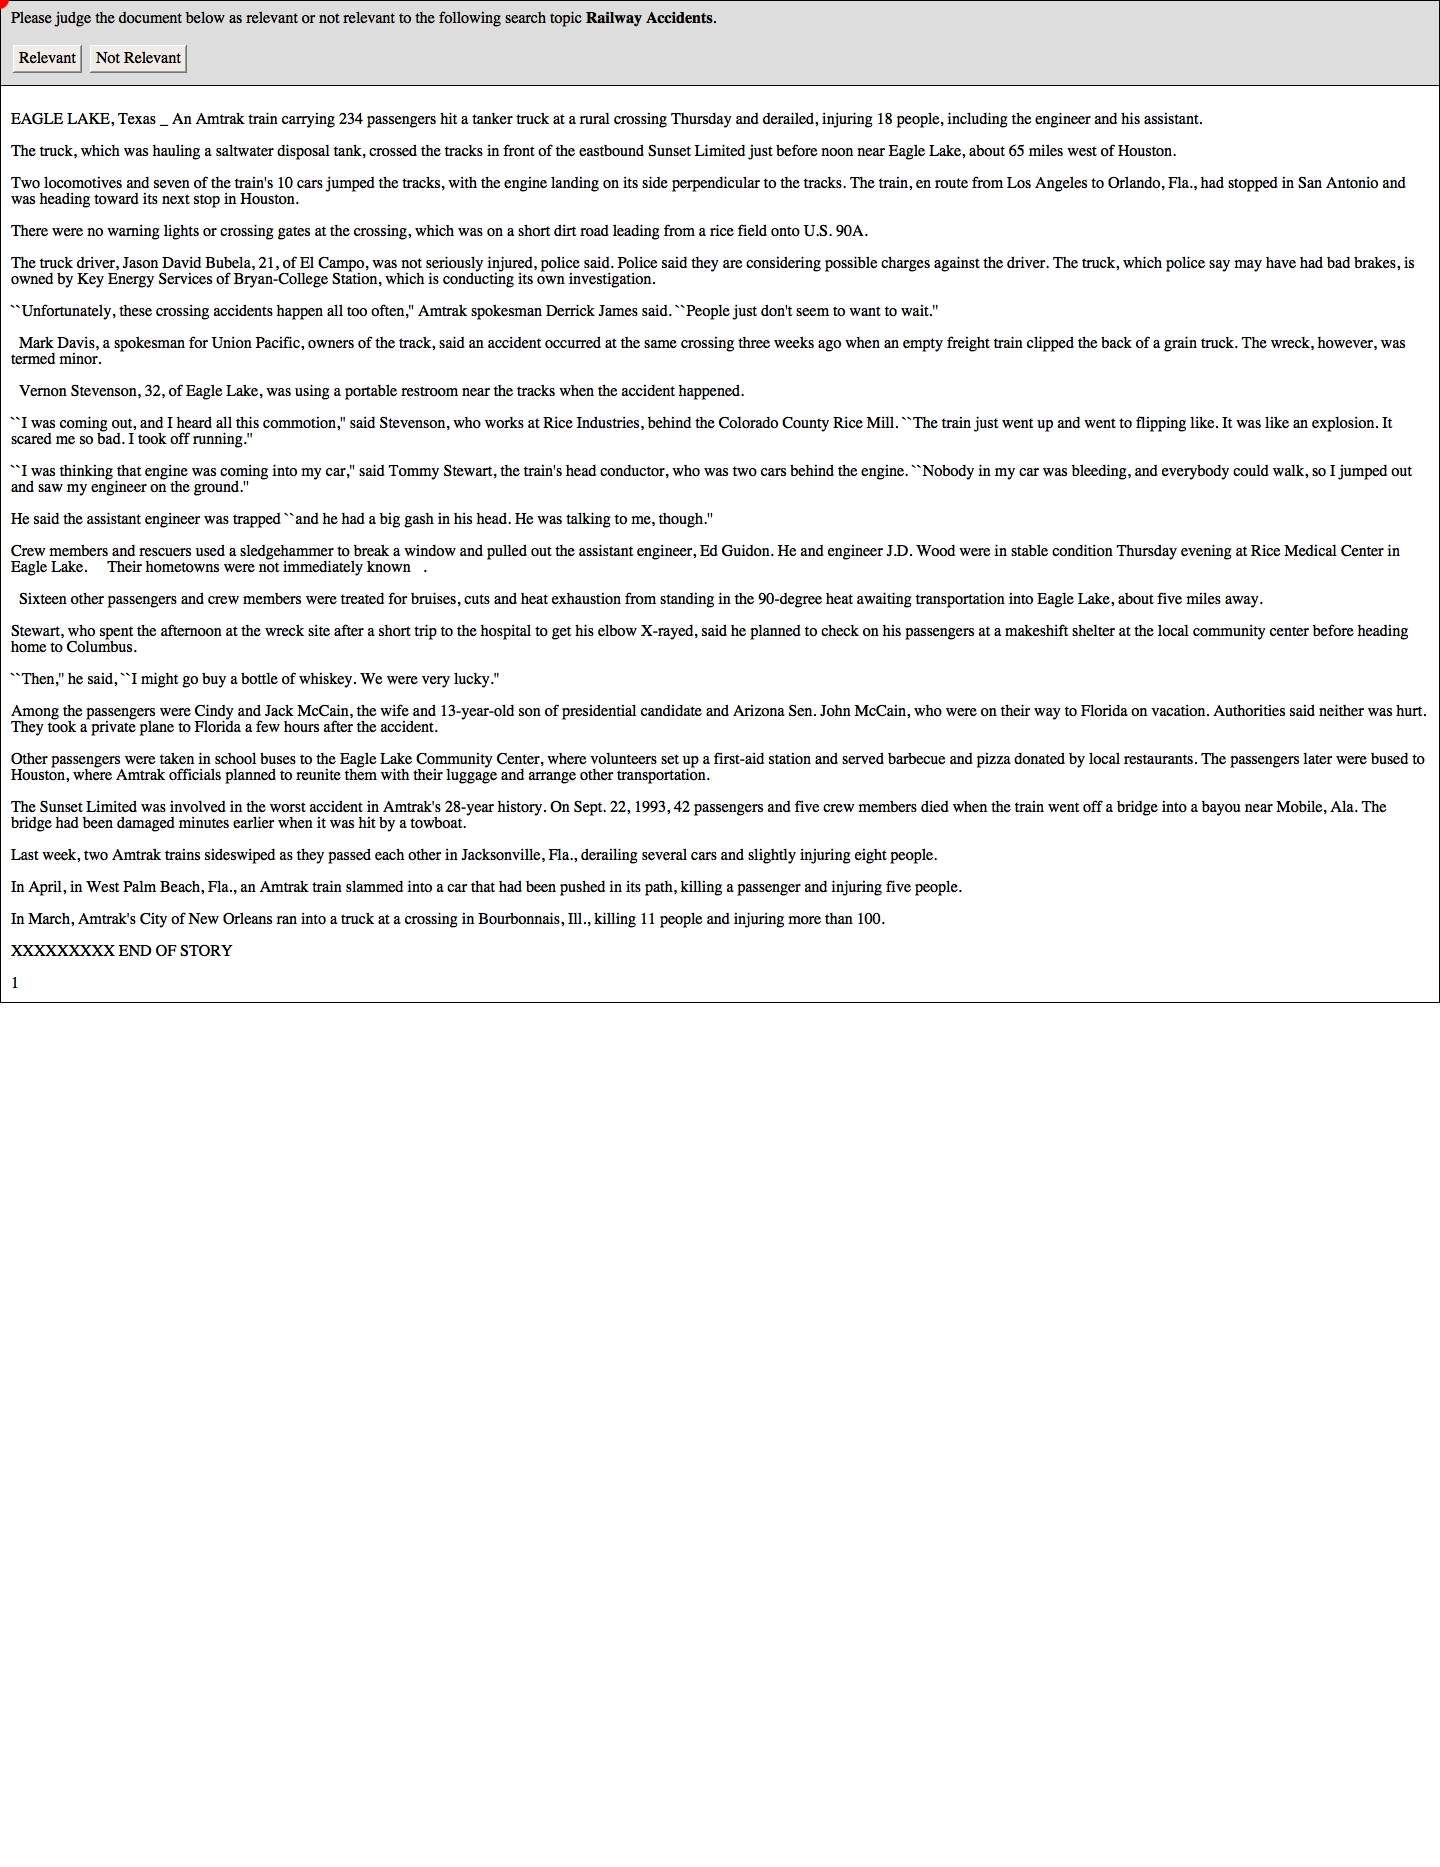 Please judge the document below as relevant or not relevant to the following search topic Railway Accidents.
Relevant Not Relevant
EAGLE LAKE, Texas _ An Amtrak train carrying 234 passengers hit a tanker truck at a rural crossing Thursday and derailed, injuring 18 people, including the engineer and his assistant.
The truck, which was hauling a saltwater disposal tank, crossed the tracks in front of the eastbound Sunset Limited just before noon near Eagle Lake, about 65 miles west of Houston.
Two locomotives and seven of the train's 10 cars jumped the tracks, with the engine landing on its side perpendicular to the tracks. The train, en route from Los Angeles to Orlando, Fla., had stopped in San Antonio and
was heading toward its next stop in Houston.
There were no warning lights or crossing gates at the crossing, which was on a short dirt road leading from a rice field onto U.S. 90A.
The truck driver, Jason David Bubela, 21, of El Campo, was not seriously injured, police said. Police said they are considering possible charges against the driver. The truck, which police say may have had bad brakes, is
owned by Key Energy Services of Bryan-College Station, which is conducting its own investigation.
``Unfortunately, these crossing accidents happen all too often,'' Amtrak spokesman Derrick James said. ``People just don't seem to want to wait.''
Mark Davis, a spokesman for Union Pacific, owners of the track, said an accident occurred at the same crossing three weeks ago when an empty freight train clipped the back of a grain truck. The wreck, however, was
termed minor.
Vernon Stevenson, 32, of Eagle Lake, was using a portable restroom near the tracks when the accident happened.
``I was coming out, and I heard all this commotion,'' said Stevenson, who works at Rice Industries, behind the Colorado County Rice Mill. ``The train just went up and went to flipping like. It was like an explosion. It
scared me so bad. I took off running.''
``I was thinking that engine was coming into my car,'' said Tommy Stewart, the train's head conductor, who was two cars behind the engine. ``Nobody in my car was bleeding, and everybody could walk, so I jumped out
and saw my engineer on the ground.''
He said the assistant engineer was trapped ``and he had a big gash in his head. He was talking to me, though.''
Crew members and rescuers used a sledgehammer to break a window and pulled out the assistant engineer, Ed Guidon. He and engineer J.D. Wood were in stable condition Thursday evening at Rice Medical Center in
Eagle Lake. Their hometowns were not immediately known .
Sixteen other passengers and crew members were treated for bruises, cuts and heat exhaustion from standing in the 90-degree heat awaiting transportation into Eagle Lake, about five miles away.
Stewart, who spent the afternoon at the wreck site after a short trip to the hospital to get his elbow X-rayed, said he planned to check on his passengers at a makeshift shelter at the local community center before heading
home to Columbus.
``Then,'' he said, ``I might go buy a bottle of whiskey. We were very lucky.''
Among the passengers were Cindy and Jack McCain, the wife and 13-year-old son of presidential candidate and Arizona Sen. John McCain, who were on their way to Florida on vacation. Authorities said neither was hurt.
They took a private plane to Florida a few hours after the accident.
Other passengers were taken in school buses to the Eagle Lake Community Center, where volunteers set up a first-aid station and served barbecue and pizza donated by local restaurants. The passengers later were bused to
Houston, where Amtrak officials planned to reunite them with their luggage and arrange other transportation.
The Sunset Limited was involved in the worst accident in Amtrak's 28-year history. On Sept. 22, 1993, 42 passengers and five crew members died when the train went off a bridge into a bayou near Mobile, Ala. The
bridge had been damaged minutes earlier when it was hit by a towboat.
Last week, two Amtrak trains sideswiped as they passed each other in Jacksonville, Fla., derailing several cars and slightly injuring eight people.
In April, in West Palm Beach, Fla., an Amtrak train slammed into a car that had been pushed in its path, killing a passenger and injuring five people.
In March, Amtrak's City of New Orleans ran into a truck at a crossing in Bourbonnais, Ill., killing 11 people and injuring more than 100.
XXXXXXXXX END OF STORY
1